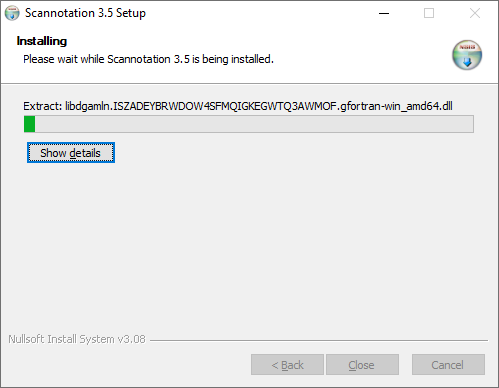 Scannotation 3.5 Setup
Installing
Please wait while Scannotation 3.5 is being installed.
Extract: libdgamln.ISZADEYBRWDOW4SFMQIGKEGWTQ3AWMOF.gfortran-win_amd64.dll
Show details
Nullsoft Install System v3.08
< Back
Close
Cancel